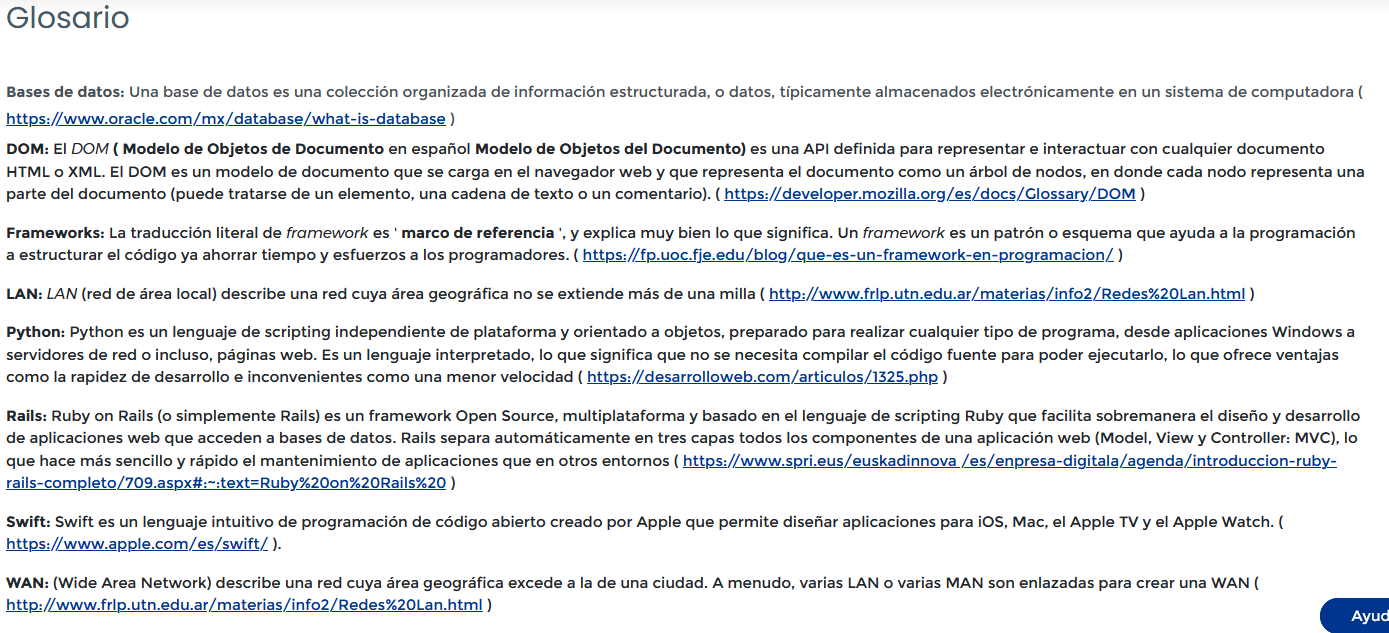 Glosario
Bases de datos: Una base de datos es una colección organizada de información estructurada, o datos, típicamente almacenados electrónicamente en un sistema de computadora (
https://www.oracle.com/mx/database/what-is-database )
DOM: El DOM ( Modelo de Objetos de Documento en español Modelo de Objetos del Documento) es una API definida para representar e interactuar con cualquier documento
HTML o XML. El DOM es un modelo de documento que se carga en el navegador web y que representa el documento como un árbol de nodos, en donde cada nodo representa una
parte del documento (puede tratarse de un elemento, una cadena de texto o un comentario). ( https://developer.mozilla.org/es/docs/Glossary/DOM )
Frameworks: La traducción literal de framework es ' marco de referencia ', y explica muy bien lo que significa. Un framework es un patrón o esquema que ayuda a la programación
a estructurar el código ya ahorrar tiempo y esfuerzos a los programadores. ( https://fp.uoc.fje.edu/blog/que-es-un-framework-en-programacion/ )
LAN: LAN (red de área local) describe una red cuya área geográfica no se extiende más de una milla ( http://www.frlp.utn.edu.ar/materias/info2/Redes%20Lan.html )
Python: Python es un lenguaje de scripting independiente de plataforma y orientado a objetos, preparado para realizar cualquier tipo de programa, desde aplicaciones Windows a
servidores de red o incluso, páginas web. Es un lenguaje interpretado, lo que significa que no se necesita compilar el código fuente para poder ejecutarlo, lo que ofrece ventajas
como la rapidez de desarrollo e inconvenientes como una menor velocidad ( https://desarrolloweb.com/articulos/1325.php )
Rails: Ruby on Rails (o simplemente Rails) es un framework Open Source, multiplataforma y basado en el lenguaje de scripting Ruby que facilita sobremanera el diseño y desarrollo
de aplicaciones web que acceden a bases de datos. Rails separa automáticamente en tres capas todos los componentes de una aplicación web (Model, View y Controller: MVC), lo
que hace más sencillo y rápido el mantenimiento de aplicaciones que en otros entornos ( https://www.spri.eus/euskadinnova /es/enpresa-digitala/agenda/introduccion-ruby-
rails-completo/709.aspx#:~:text=Ruby%20on%20Rails%20 )
Swift: Swift es un lenguaje intuitivo de programación de código abierto creado por Apple que permite diseñar aplicaciones para iOS, Mac, el Apple TV y el Apple Watch. (
https://www.apple.com/es/swift/ ).
WAN: (Wide Area Network) describe una red cuya área geográfica excede a la de una ciudad. A menudo, varias LAN o varias MAN son enlazadas para crear una WAN (
http://www.frlp.utn.edu.ar/materias/info2/Redes%20Lan.html )
Ayud